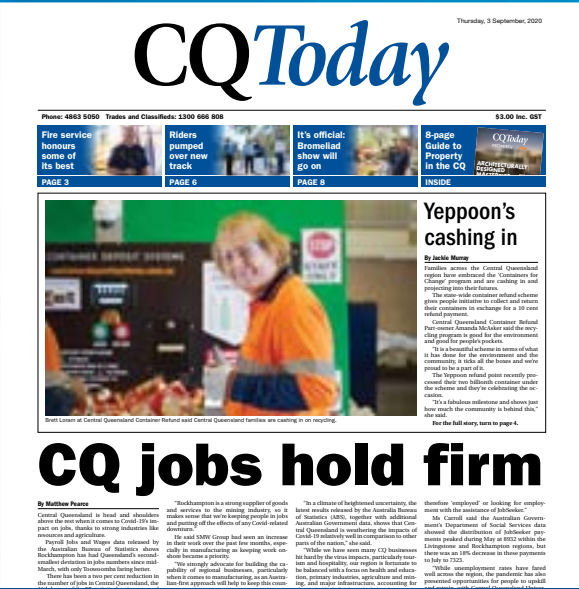 Thursday, 3 September, 2020
CQToday
Phone: 4863 5050 Trades and Classifieds: 1300 666 808
$3.00 Inc. GST
Fire service
honours
some of
its best
PAGE 3
Riders
pumped
over new
track
PAGE 6
It's official:
Bromeliad
show will
go on
PAGE 8
8-page
Guide to
Property
in the CQ
INSIDE
CQToday
ARCHITECTURALLY
DESIGNED
CONTAINER DEPOSIT SYSTEMS
STOP
STAFF
ONLY
Brett Loram at Central Queensland Container Refund said Central Queensland families are cashing in on recycling.
Yeppoon's
cashing in
By Jackie Murray
Families across the Central Queensland
region have embraced the 'Containers for
Change' program and are cashing in and
projecting into their futures.
The state-wide container refund scheme
gives people initiative to collect and return
their containers in exchange for a 10 cent
refund payment.
Central Queensland Container Refund
Part-owner Amanda McAsker said the recy-
cling program is good for the environment
and good for people's pockets.
"It is a beautiful scheme in terms of what
it has done for the environment and the
community, it ticks all the boxes and we're
proud to be a part of it.
The Yeppoon refund point recently pro-
cessed their two billionth container under
the scheme and they're celebrating the oc-
casion.
"It's a fabulous milestone and shows just
how much the community is behind this,"
she said.
For the full story, turn to page 4.
CQ jobs hold firm
By Matthew Pearce
Central Queensland is head and shoulders
above the rest when it comes to Covid-19's im-
pact on jobs, thanks to strong industries like
resources and agriculture.
Payroll Jobs and Wages data released by
the Australian Bureau of Statistics shows
Rockhampton has had Queensland's second-
smallest deviation in jobs numbers since mid-
March, with only Toowoomba faring better.
There has been a two per cent reduction in
the number of jobs in Central Queensland, the
"Rockhampton is a strong supplier of goods
and services to the mining industry, so it
makes sense that we're keeping people in jobs
and putting off the effects of any Covid-related
downturn."
He said SMW Group had seen an increase
in their work over the past few months, espe-
cially in manufacturing as keeping work on-
shore became a priority.
"We strongly advocate for building the ca-
pability of regional businesses, particularly
when it comes to manufacturing, as an Austra-
lian-first approach will help to keep this coun-
"In a climate of heightened uncertainty, the
latest results released by the Australia Bureau
of Statistics (ABS), together with additional
Australian Government data, shows that Cen-
tral Queensland is weathering the impacts of
Covid-19 relatively well in comparison to other
parts of the nation," she said.
"While we have seen many CQ businesses
hit hard by the virus impacts, particularly tour-
ism and hospitality, our region is fortunate to
be balanced with a focus on health and educa-
tion, primary industries, agriculture and min-
ing, and major infrastructure, accounting for
therefore 'employed' or looking for employ-
ment with the assistance of JobSeeker."
Ms Carroll said the Australian Govern-
ment's Department of Social Services data
showed the distribution of JobSeeker pay-
ments peaked during May at 8932 within the
Livingstone and Rockhampton regions, but
there was an 18% decrease in these payments
to July to 7323.
"While unemployment rates have fared
well across the region, the pandemic has also
presented opportunities for people to upskill